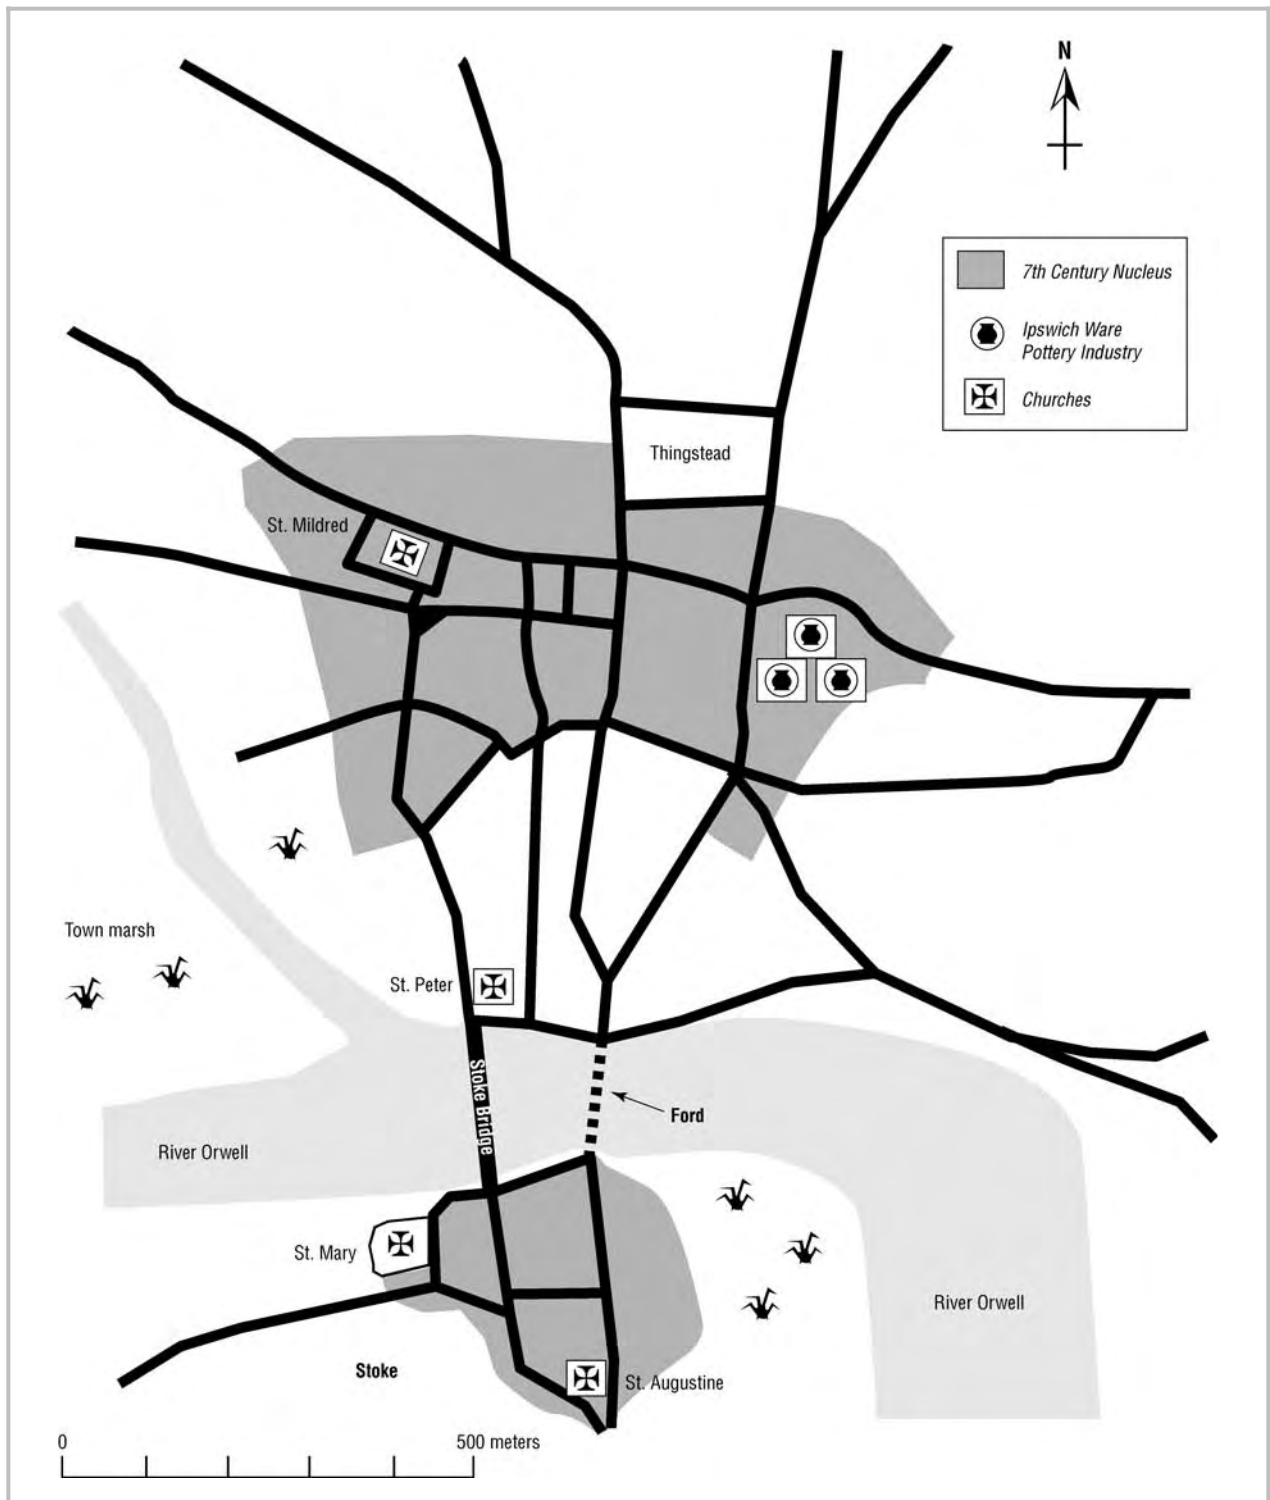 N
7th Century Nucleus
Ipswich Ware
Pottery Industry
Churches
Thingstead
St. Mildred
Town marsh
St. Peter
Stoke Bridge
Ford
River Orwell
St. Mary
River Orwell
Stoke
St. Augustine
0
500 meters